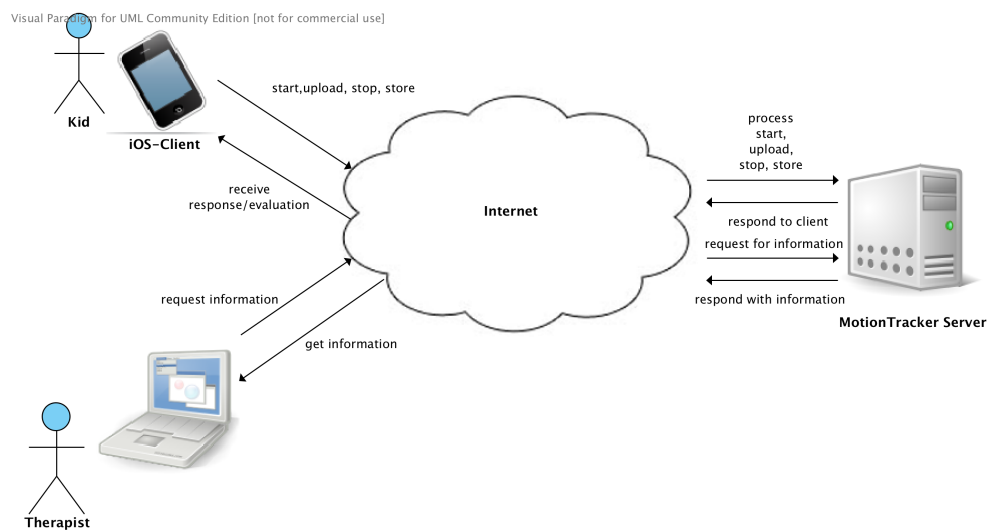 Visual Paradigm for UML Community Edition [not for commercial use]
Kid
iOS-Client
start,upload, stop, store
receive
response/evaluation
Internet
process
start,
upload,
stop, store
respond to client
request for information
respond with information
MotionTracker Server
request information
get information
Therapist